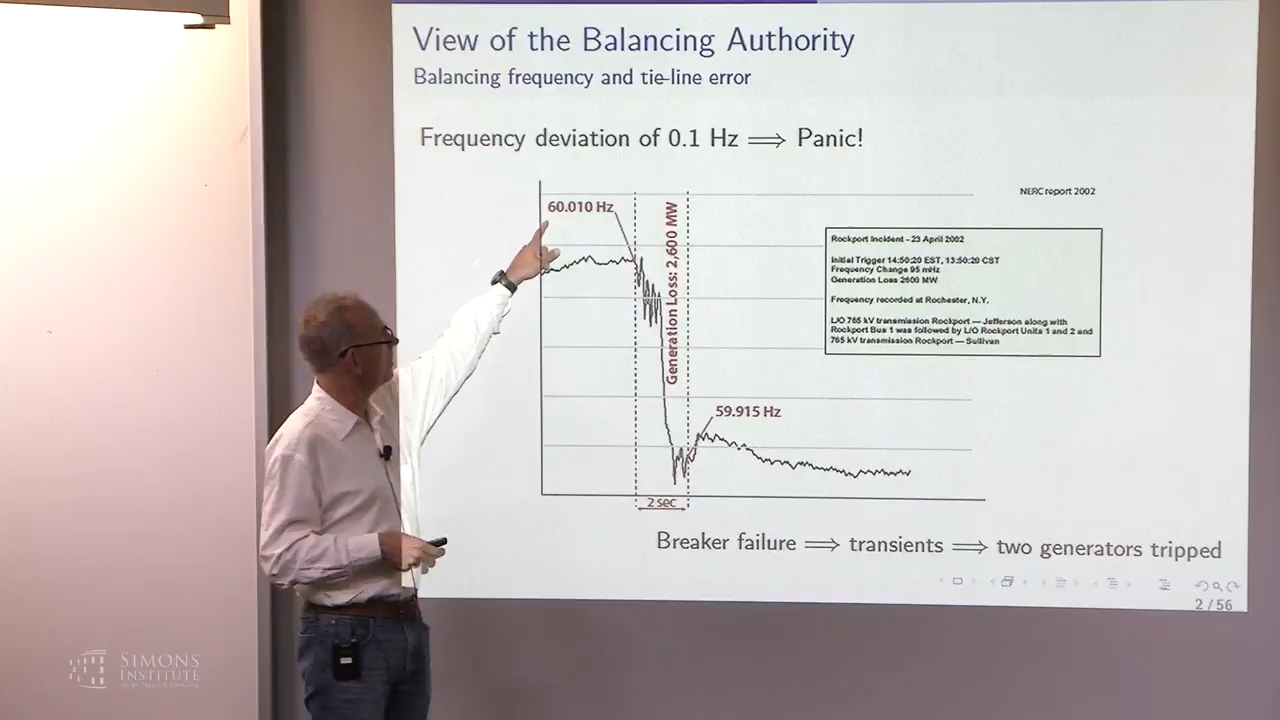 View of the Balancing Authority
Balancing frequency and tie-line error
Frequency deviation of 0.1 Hz ⟹ Panic!
NERC report 2002
60.010 Hz
Generation Loss: 2,600 MW
Rockport Incident - 23 April 2002
Initial Trigger 14:50:20 EST, 13:50:20 CST
Frequency Change 95 mHz
Generation Loss 2600 MW
Frequency recorded at Rochester, N.Y.
L/O 765 kV transmission Rockport — Jefferson along with
Rockport Bus 1 was followed by L/O Rockport Units 1 and 2 and
765 kV transmission Rockport — Sullivan
59.915 Hz
2 sec
Breaker failure ⟹ transients ⟹ two generators tripped
2 / 56
SIMONS
INSTITUTE